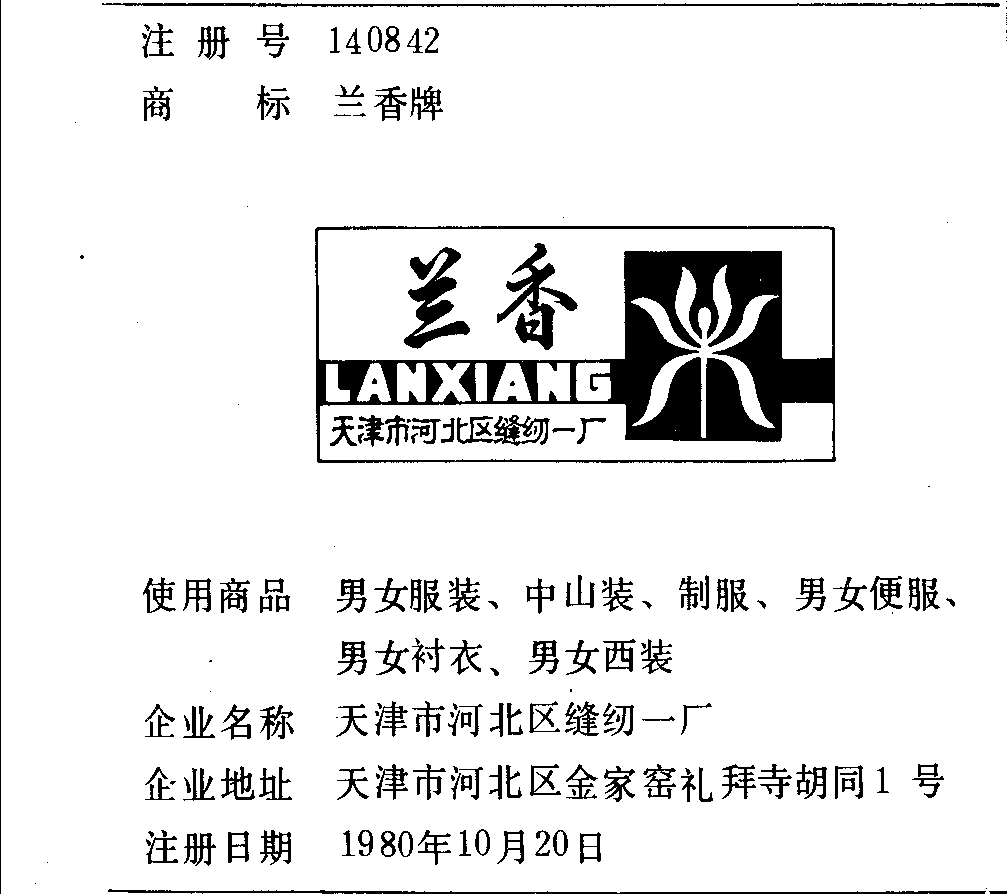 注册号 140842
商标 兰香牌
兰香
LANXIANG
天津市河北区缝纫一厂
使用商品 男女服装、中山装、制服、男女便服、
男女衬衣、男女西装
企业名称 天津市河北区缝纫一厂
企业地址 天津市河北区金家窑礼拜寺胡同1号
注册日期 1980年10月20日